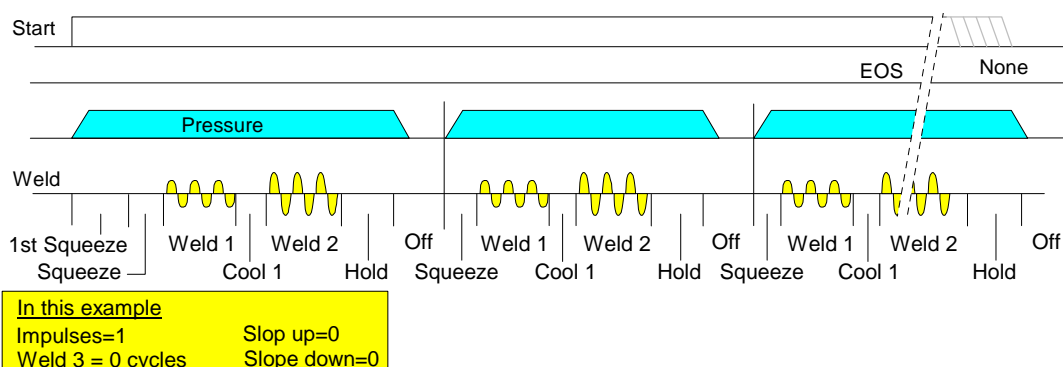 Start
EOS None
Pressure
Weld
1st Squeeze Weld 1 Weld 2 Off Weld 1 Weld 2 Off Weld 1 Weld 2 Off
Squeeze Cool 1 Hold Squeeze Cool 1 Hold Squeeze Cool 1 Hold
In this example
Impulses=1 Slop up=0
Weld 3 = 0 cycles Slope down=0